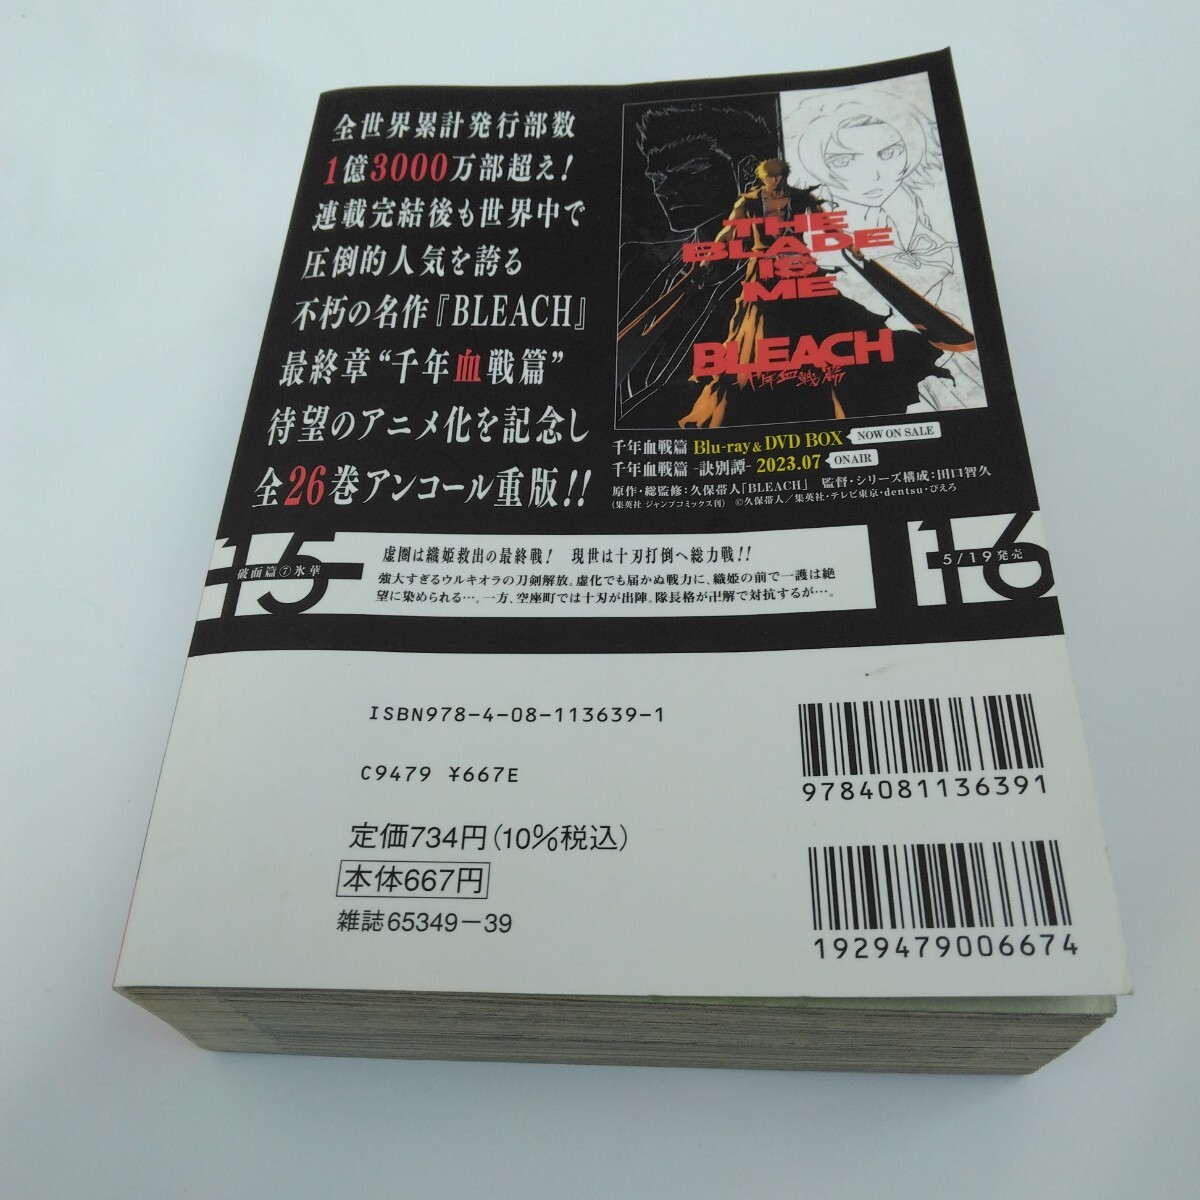 全世界累計発行部数
1億3000万部超え!
連載完結後も世界中で
圧倒的人気を誇る
不朽の名作『BLEACH』
最終章“千年血戦篇”
待望のアニメ化を記念し
全26巻アンコール重版!!
THE
BLADE
IS
ME
BLEACH
千年血戦篇
千年血戦篇 Blu-ray&DVD BOX NOW ON SALE
千年血戦篇 -訣別譚- 2023.07 ON AIR
原作・総監修:久保帯人「BLEACH」 監督・シリーズ構成:田口智久
(集英社 ジャンプコミックス刊) ©久保帯人/集英社・テレビ東京・dentsu・ぴえろ
15
破面篇⑦氷華
虚圏は織姫救出の最終戦! 現世は十刃打倒へ総力戦!!
強大すぎるウルキオラの刀剣解放。虚化でも届かぬ戦力に、織姫の前で一護は絶
望に染められる…。一方、空座町では十刃が出陣。隊長格が卍解で対抗するが…。
16
5/19発売
ISBN978-4-08-113639-1
C9479 ¥667E
定価734円(10%税込)
本体667円
雑誌65349-39
9784081136391
1929479006674